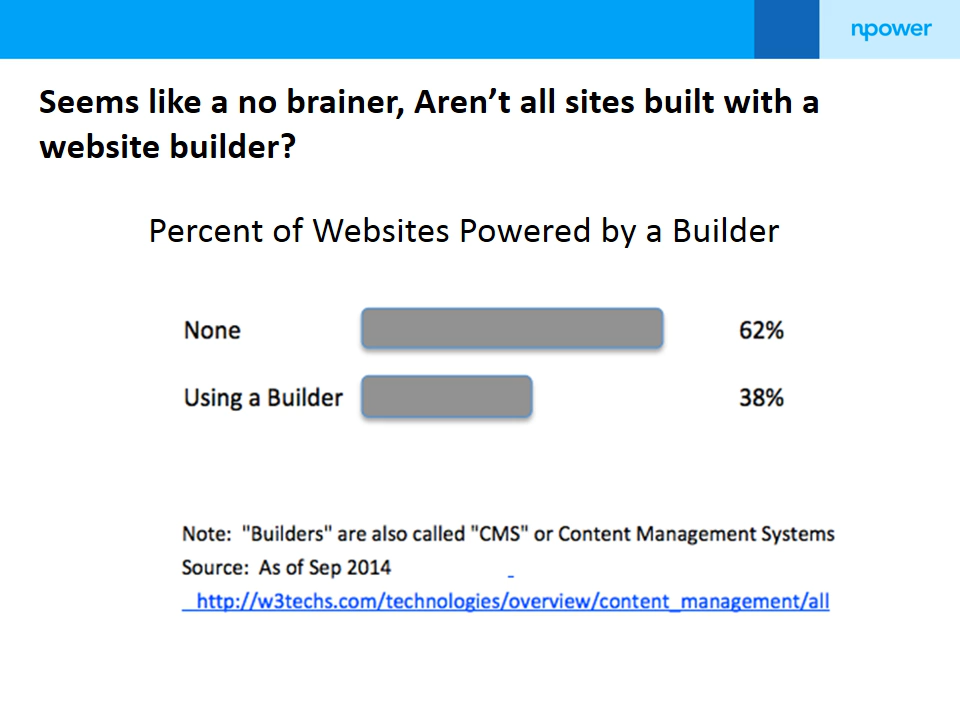 npower
Seems like a no brainer, Aren’t all sites built with a
website builder?
Percent of Websites Powered by a Builder
None 62%
Using a Builder 38%
Note:  "Builders" are also called "CMS" or Content Management Systems
Source:  As of Sep 2014
http://w3techs.com/technologies/overview/content_management/all